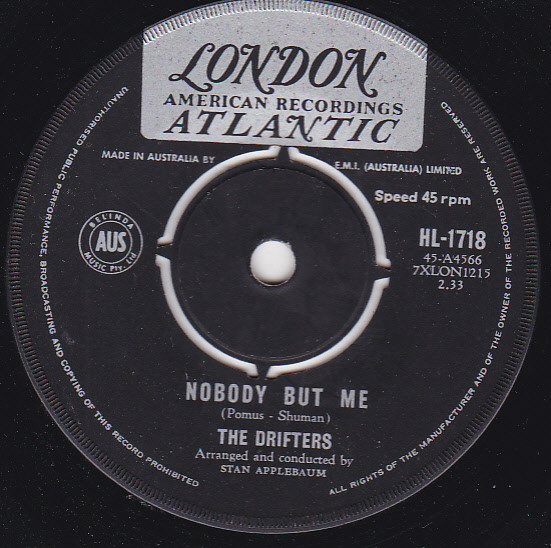 LONDON
AMERICAN RECORDINGS
ATLANTIC
MADE IN AUSTRALIA BY
E.M.I. (AUSTRALIA) LIMITED
Speed 45 rpm
BELINDA
AUS
MUSIC PTY. LTD
HL-1718
45-'A'4566
7XLON1215
2.33
NOBODY BUT ME
(Pomus - Shuman)
THE DRIFTERS
Arranged and conducted by
STAN APPLEBAUM
UNAUTHORISED PUBLIC PERFORMANCE, BROADCASTING AND COPYING OF THIS RECORD PROHIBITED
ALL RIGHTS OF THE MANUFACTURER AND OF THE OWNER OF THE RECORDED WORK ARE RESERVED